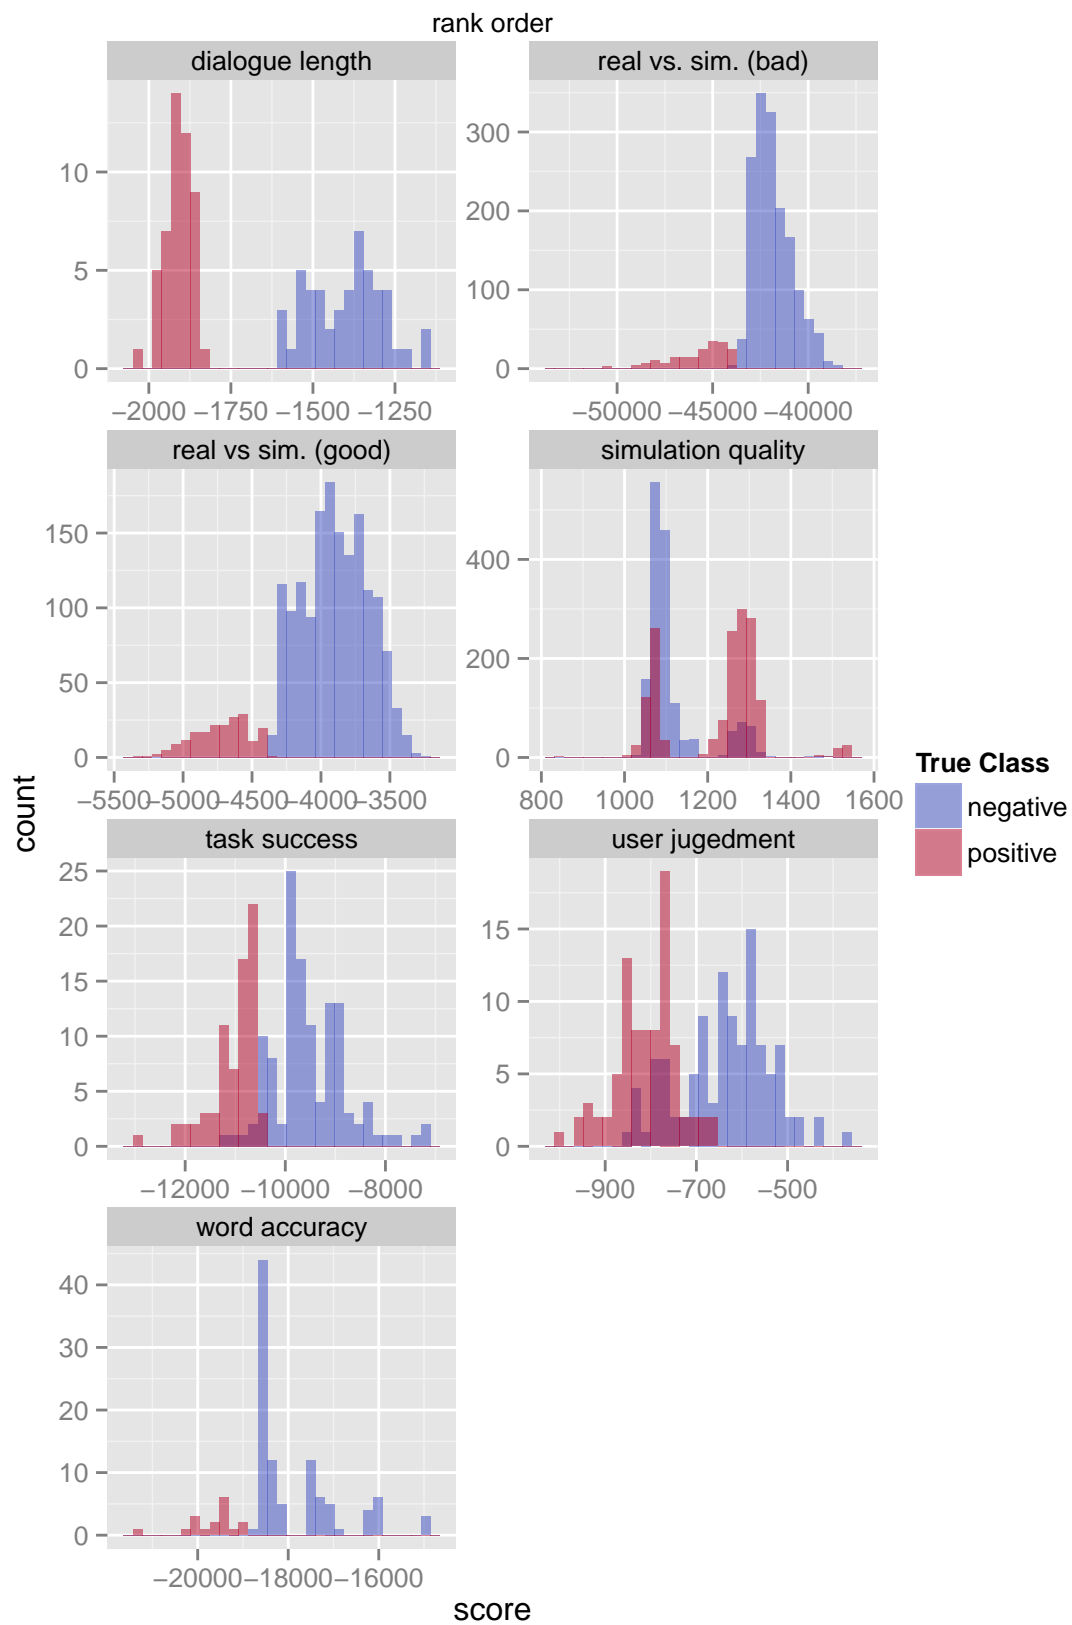 rank order
dialogue length
10
5
0
−2000 −1750 −1500 −1250
real vs. sim. (bad)
300
200
100
0
−50000 −45000 −40000
real vs sim. (good)
150
100
50
0
−5500 −5000 −4500 −4000 −3500
simulation quality
400
200
0
800 1000 1200 1400 1600
task success
25
20
15
10
5
0
−12000 −10000 −8000
user jugedment
15
10
5
0
−900 −700 −500
word accuracy
40
30
20
10
0
−20000 −18000 −16000
count
score
True Class
negative
positive